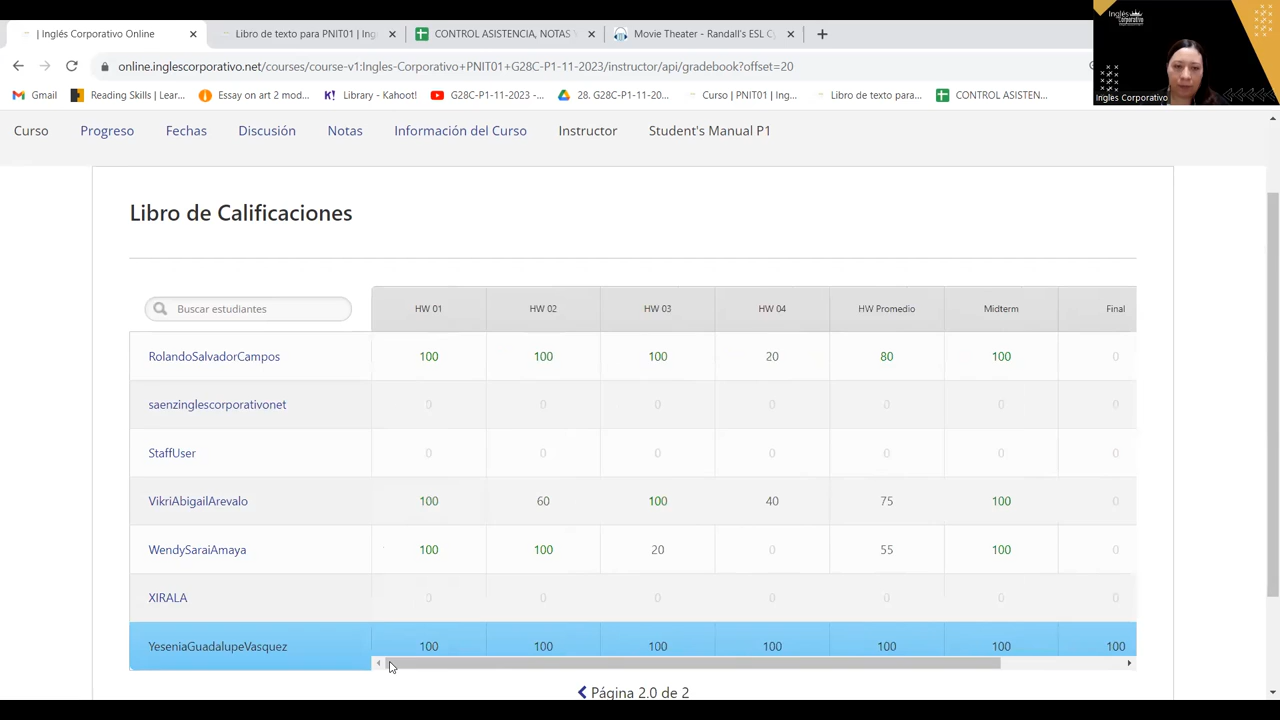 | Inglés Corporativo Online
Libro de texto para PNIT01 | Ing
CONTROL ASISTENCIA, NOTAS Y
Movie Theater - Randall's ESL Cy
online.inglescorporativo.net/courses/course-v1:Ingles-Corporativo+PNIT01+G28C-P1-11-2023/instructor/api/gradebook?offset=20
Gmail
Reading Skills | Lear...
Essay on art 2 mod...
Library - Kah
G28C-P1-11-2023 -...
28. G28C-P1-11-20...
Curso | PNIT01 | Ing...
Libro de texto para...
CONTROL ASISTEN...
Inglés
Corporativo
Ingles Corporativo
Curso Progreso Fechas Discusión Notas Información del Curso Instructor Student's Manual P1
Libro de Calificaciones
Buscar estudiantes HW 01 HW 02 HW 03 HW 04 HW Promedio Midterm Final
RolandoSalvadorCampos 100 100 100 20 80 100 0
saenzinglescorporativonet 0 0 0 0 0 0 0
StaffUser 0 0 0 0 0 0 0
VikriAbigailArevalo 100 60 100 40 75 100 0
WendySaraiAmaya 100 100 20 0 55 100 0
XIRALA 0 0 0 0 0 0 0
YeseniaGuadalupeVasquez 100 100 100 100 100 100 100
Página 2.0 de 2